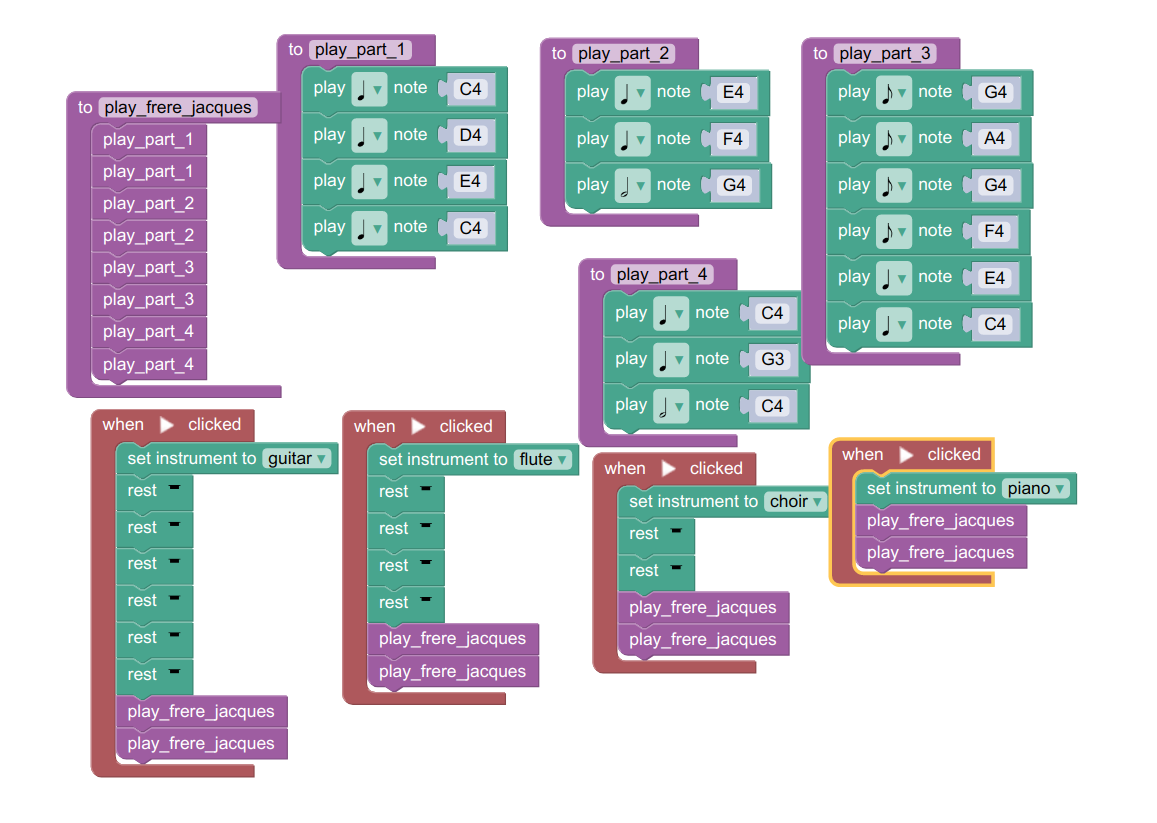 to play_frere_jacques
play_part_1
play_part_1
play_part_2
play_part_2
play_part_3
play_part_3
play_part_4
play_part_4
to play_part_1
play note C4
play note D4
play note E4
play note C4
to play_part_2
play note E4
play note F4
play note G4
to play_part_3
play note G4
play note A4
play note G4
play note F4
play note E4
play note C4
to play_part_4
play note C4
play note G3
play note C4
when clicked
set instrument to guitar
rest
rest
rest
rest
rest
rest
play_frere_jacques
play_frere_jacques
when clicked
set instrument to flute
rest
rest
rest
rest
play_frere_jacques
play_frere_jacques
when clicked
set instrument to choir
rest
rest
play_frere_jacques
play_frere_jacques
when clicked
set instrument to piano
play_frere_jacques
play_frere_jacques